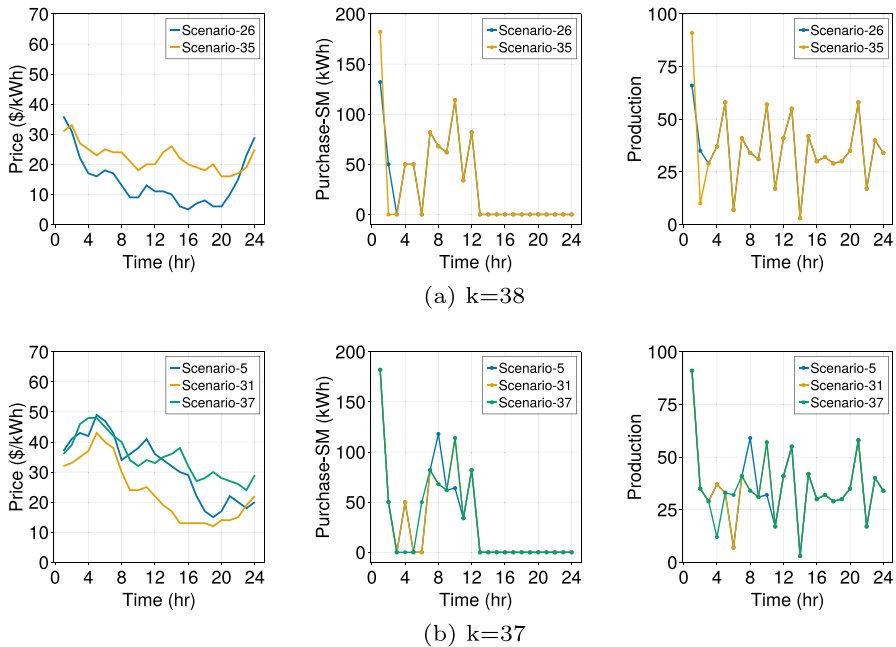 Price ($/kWh)
70
60
50
40
30
20
10
0
0 4 8 12 16 20 24
Time (hr)
Scenario-26
Scenario-35
Purchase-SM (kWh)
200
150
100
50
0
0 4 8 12 16 20 24
Time (hr)
Scenario-26
Scenario-35
Production
100
75
50
25
0
0 4 8 12 16 20 24
Time (hr)
Scenario-26
Scenario-35
(a) k=38
Price ($/kWh)
70
60
50
40
30
20
10
0
0 4 8 12 16 20 24
Time (hr)
Scenario-5
Scenario-31
Scenario-37
Purchase-SM (kWh)
200
150
100
50
0
0 4 8 12 16 20 24
Time (hr)
Scenario-5
Scenario-31
Scenario-37
Production
100
75
50
25
0
0 4 8 12 16 20 24
Time (hr)
Scenario-5
Scenario-31
Scenario-37
(b) k=37